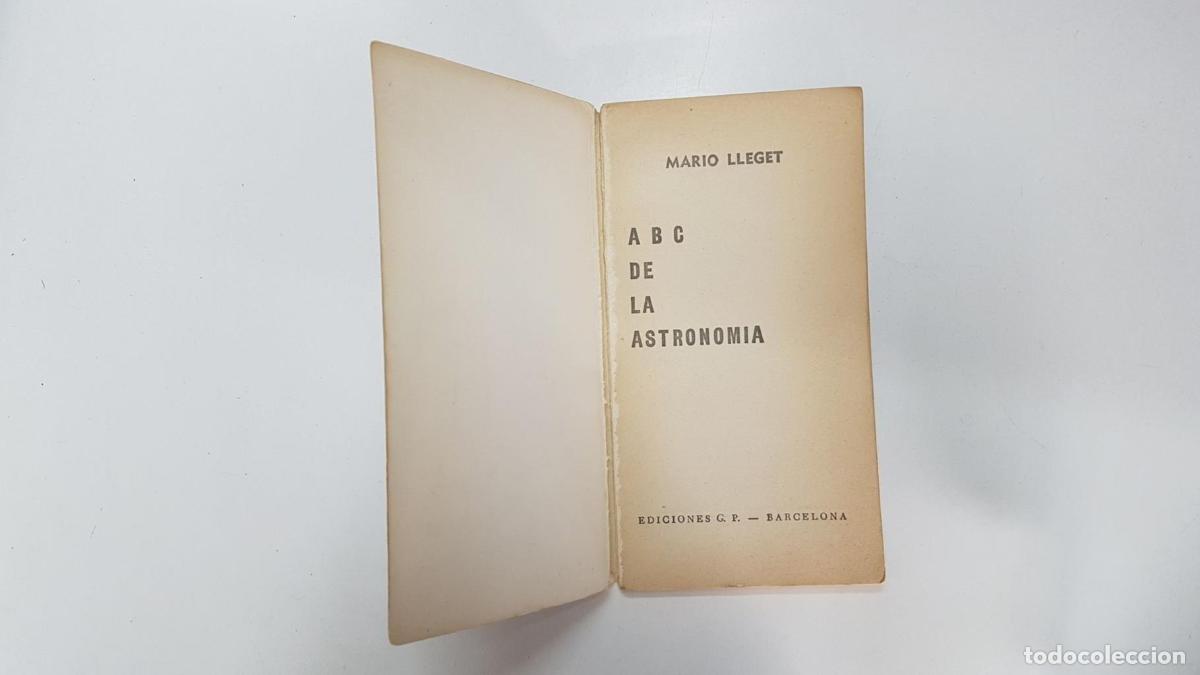 MARIO LLEGET
A B C
DE
LA
ASTRONOMIA
EDICIONES G. P. — BARCELONA
todocoleccion